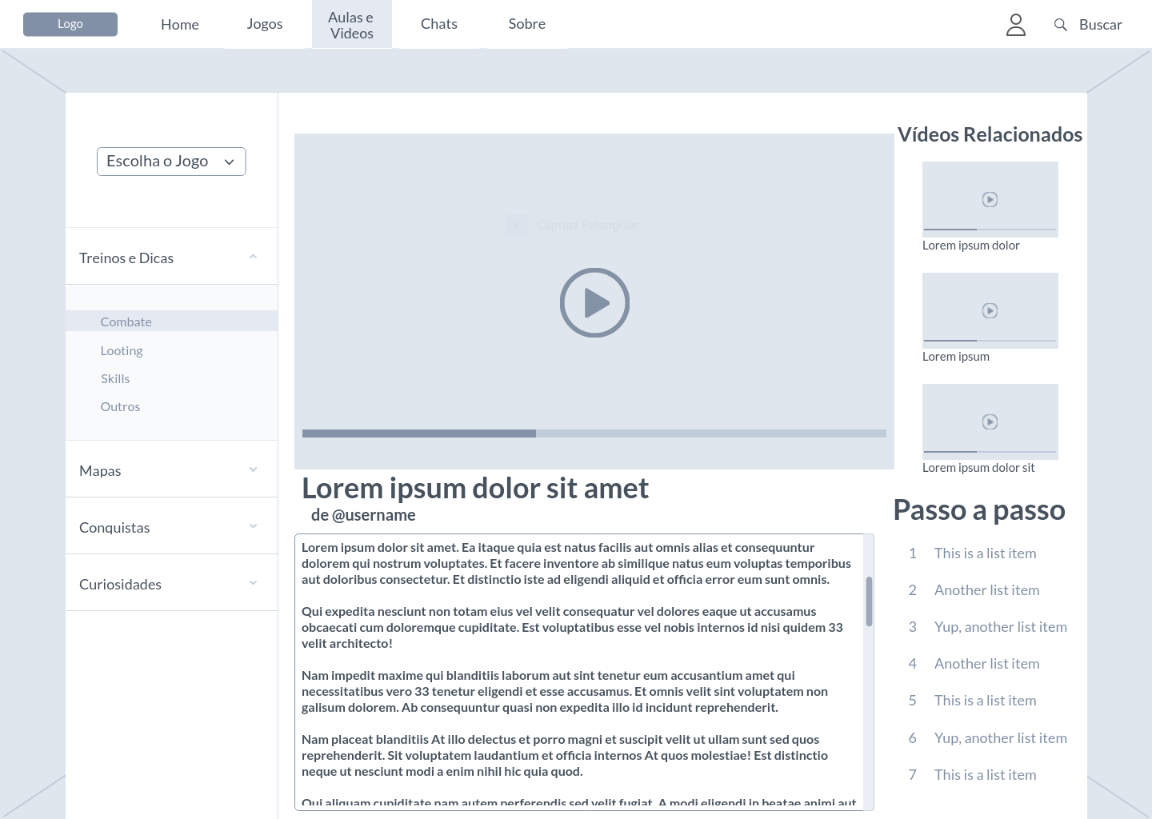 Logo
Home
Jogos
Aulas e
Videos
Chats
Sobre
Buscar
Escolha o Jogo
Treinos e Dicas
Combate
Looting
Skills
Outros
Mapas
Conquistas
Curiosidades
Captura Retangular
Lorem ipsum dolor sit amet
de @username
Lorem ipsum dolor sit amet. Ea itaque quia est natus facilis aut omnis alias et consequuntur
dolorem qui nostrum voluptates. Et facere inventore ab similique natus eum voluptas temporibus
aut doloribus consectetur. Et distinctio iste ad eligendi aliquid et officia error eum sunt omnis.
Qui expedita nesciunt non totam eius vel velit consequatur vel dolores eaque ut accusamus
obcaecati cum doloremque cupiditate. Est voluptatibus esse vel nobis internos id nisi quidem 33
velit architecto!
Nam impedit maxime qui blanditiis laborum aut sint tenetur eum accusantium amet qui
necessitatibus vero 33 tenetur eligendi et esse accusamus. Et omnis velit sint voluptatem non
galisum dolorem. Ab consequuntur quasi non expedita illo id incidunt reprehenderit.
Nam placeat blanditiis At illo delectus et porro magni et suscipit velit ut ullam sunt sed quos
reprehenderit. Sit voluptatem laudantium et officia internos At quos molestiae! Est distinctio
neque ut nesciunt modi a enim nihil hic quia quod.
Qui aliquam cupiditate nam autem perferendis sed velit fugiat. A modi eligendi in beatae animi aut
Vídeos Relacionados
Lorem ipsum dolor
Lorem ipsum
Lorem ipsum dolor sit
Passo a passo
1 This is a list item
2 Another list item
3 Yup, another list item
4 Another list item
5 This is a list item
6 Yup, another list item
7 This is a list item